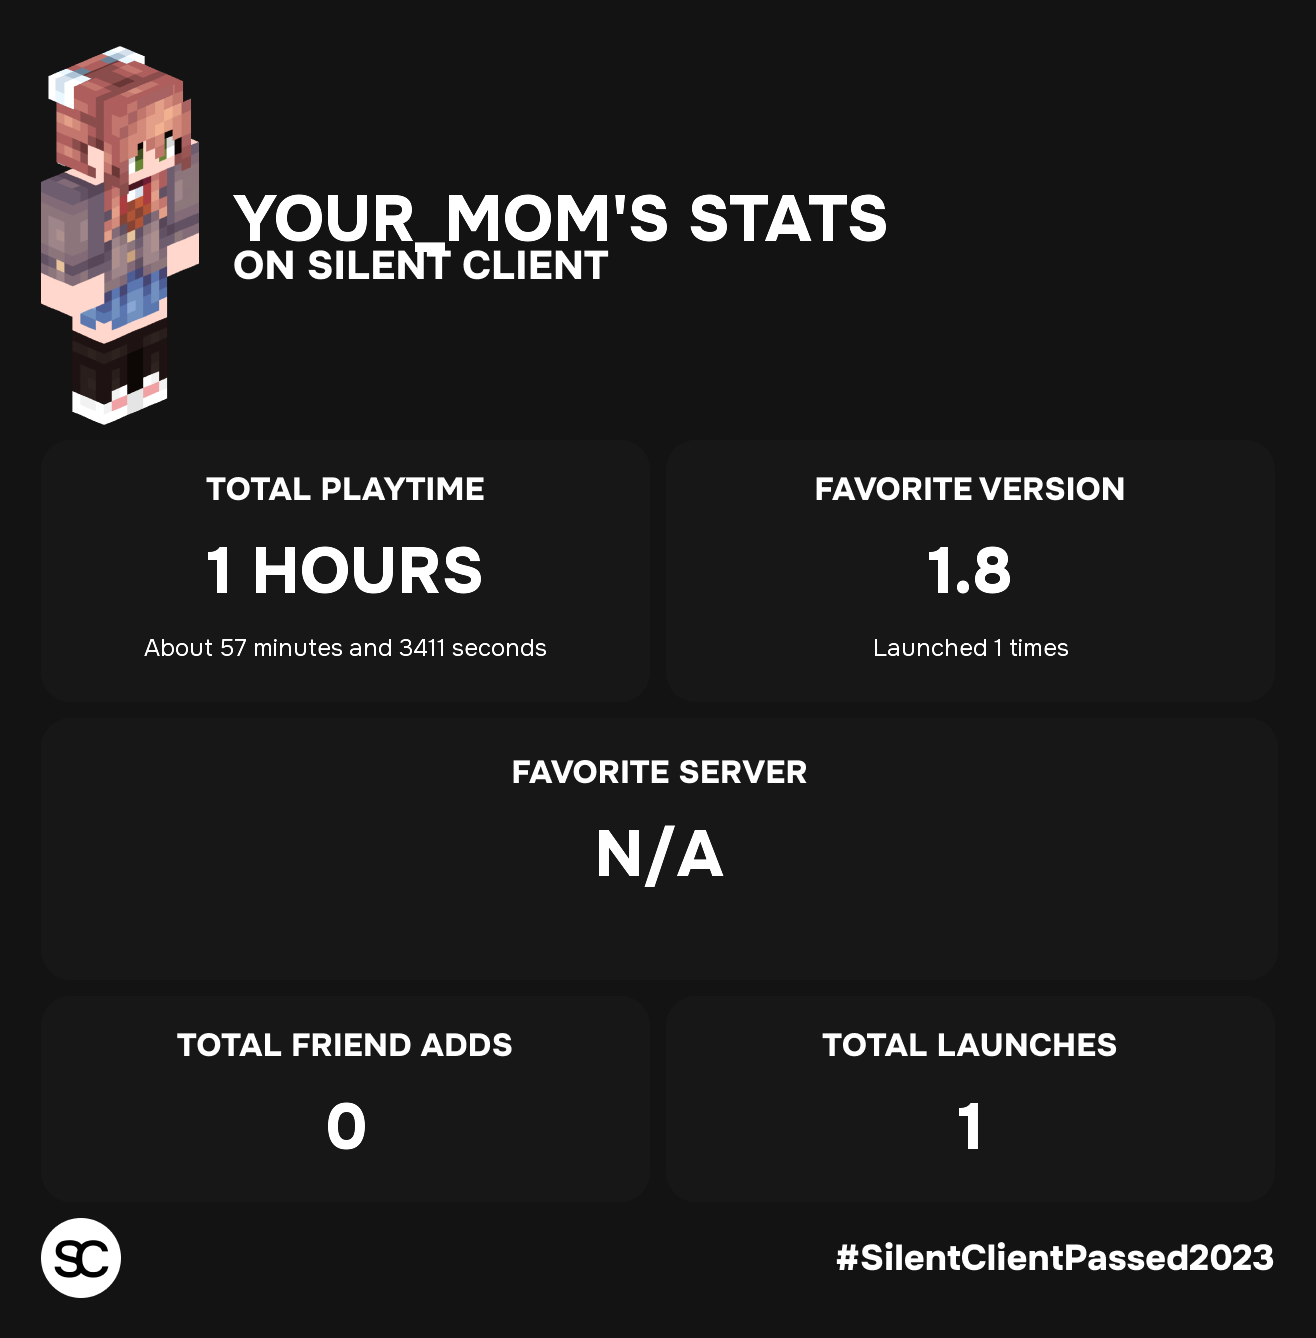 YOUR_MOM'S STATS
ON SILENT CLIENT
TOTAL PLAYTIME
1 HOURS
About 57 minutes and 3411 seconds
FAVORITE VERSION
1.8
Launched 1 times
FAVORITE SERVER
N/A
TOTAL FRIEND ADDS
0
TOTAL LAUNCHES
1
SC
#SilentClientPassed2023